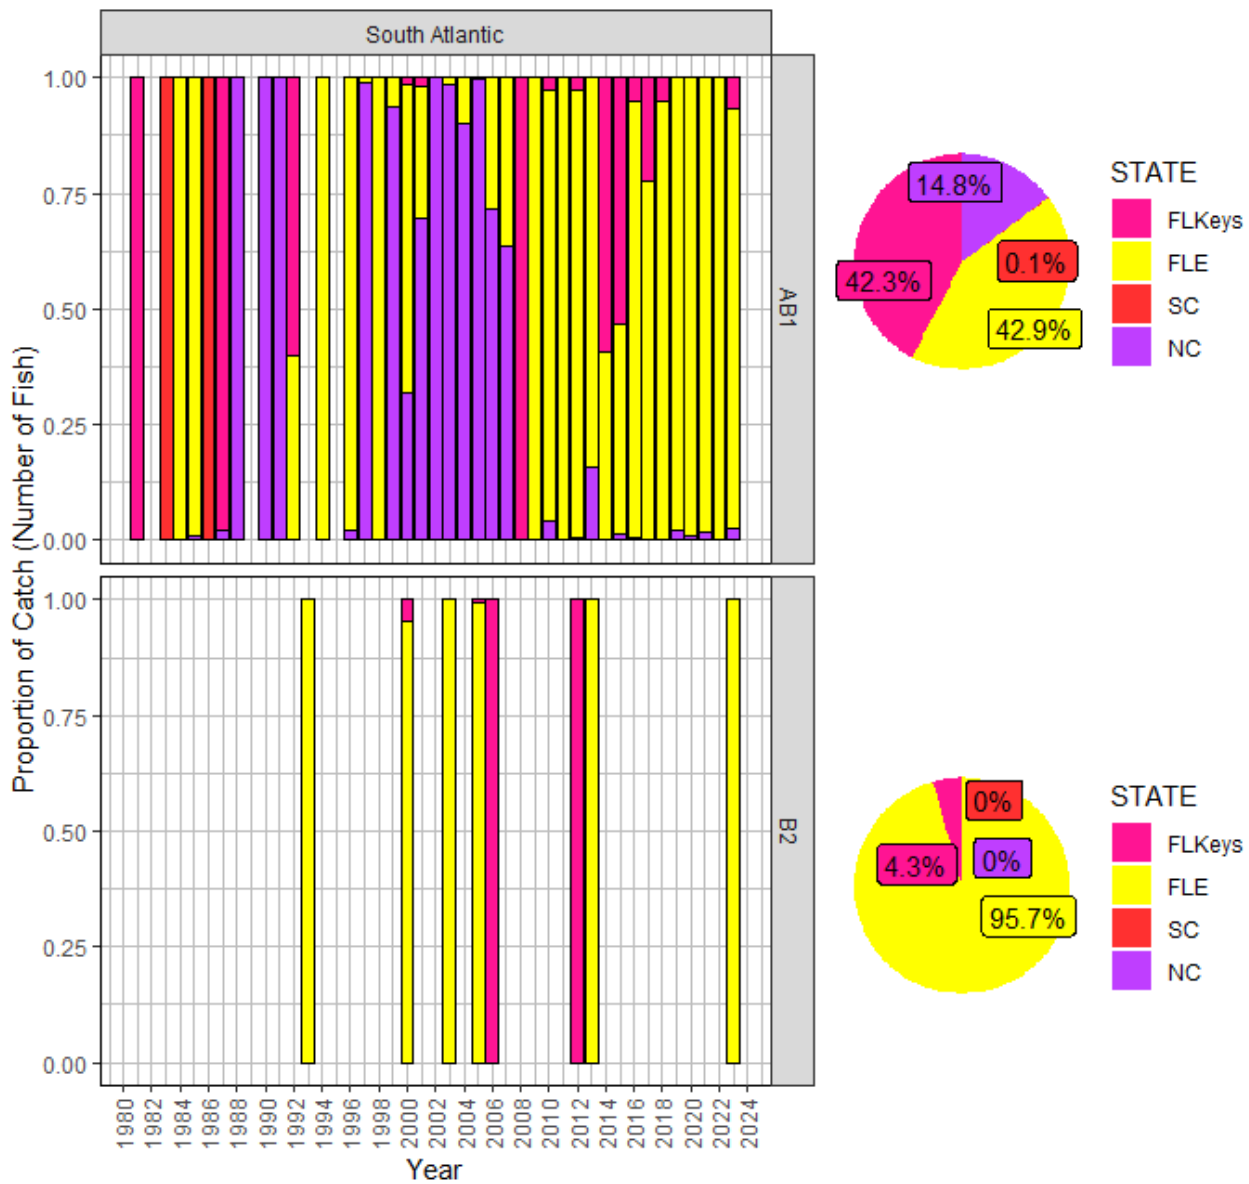 South Atlantic
Proportion of Catch (Number of Fish)
1.00
0.75
0.50
0.25
0.00
AB1
1.00
0.75
0.50
0.25
0.00
B2
1980
1982
1984
1986
1988
1990
1992
1994
1996
1998
2000
2002
2004
2006
2008
2010
2012
2014
2016
2018
2020
2022
2024
Year
14.8%
0.1%
42.3%
42.9%
STATE
FLKeys
FLE
SC
NC
0%
0%
4.3%
95.7%
STATE
FLKeys
FLE
SC
NC